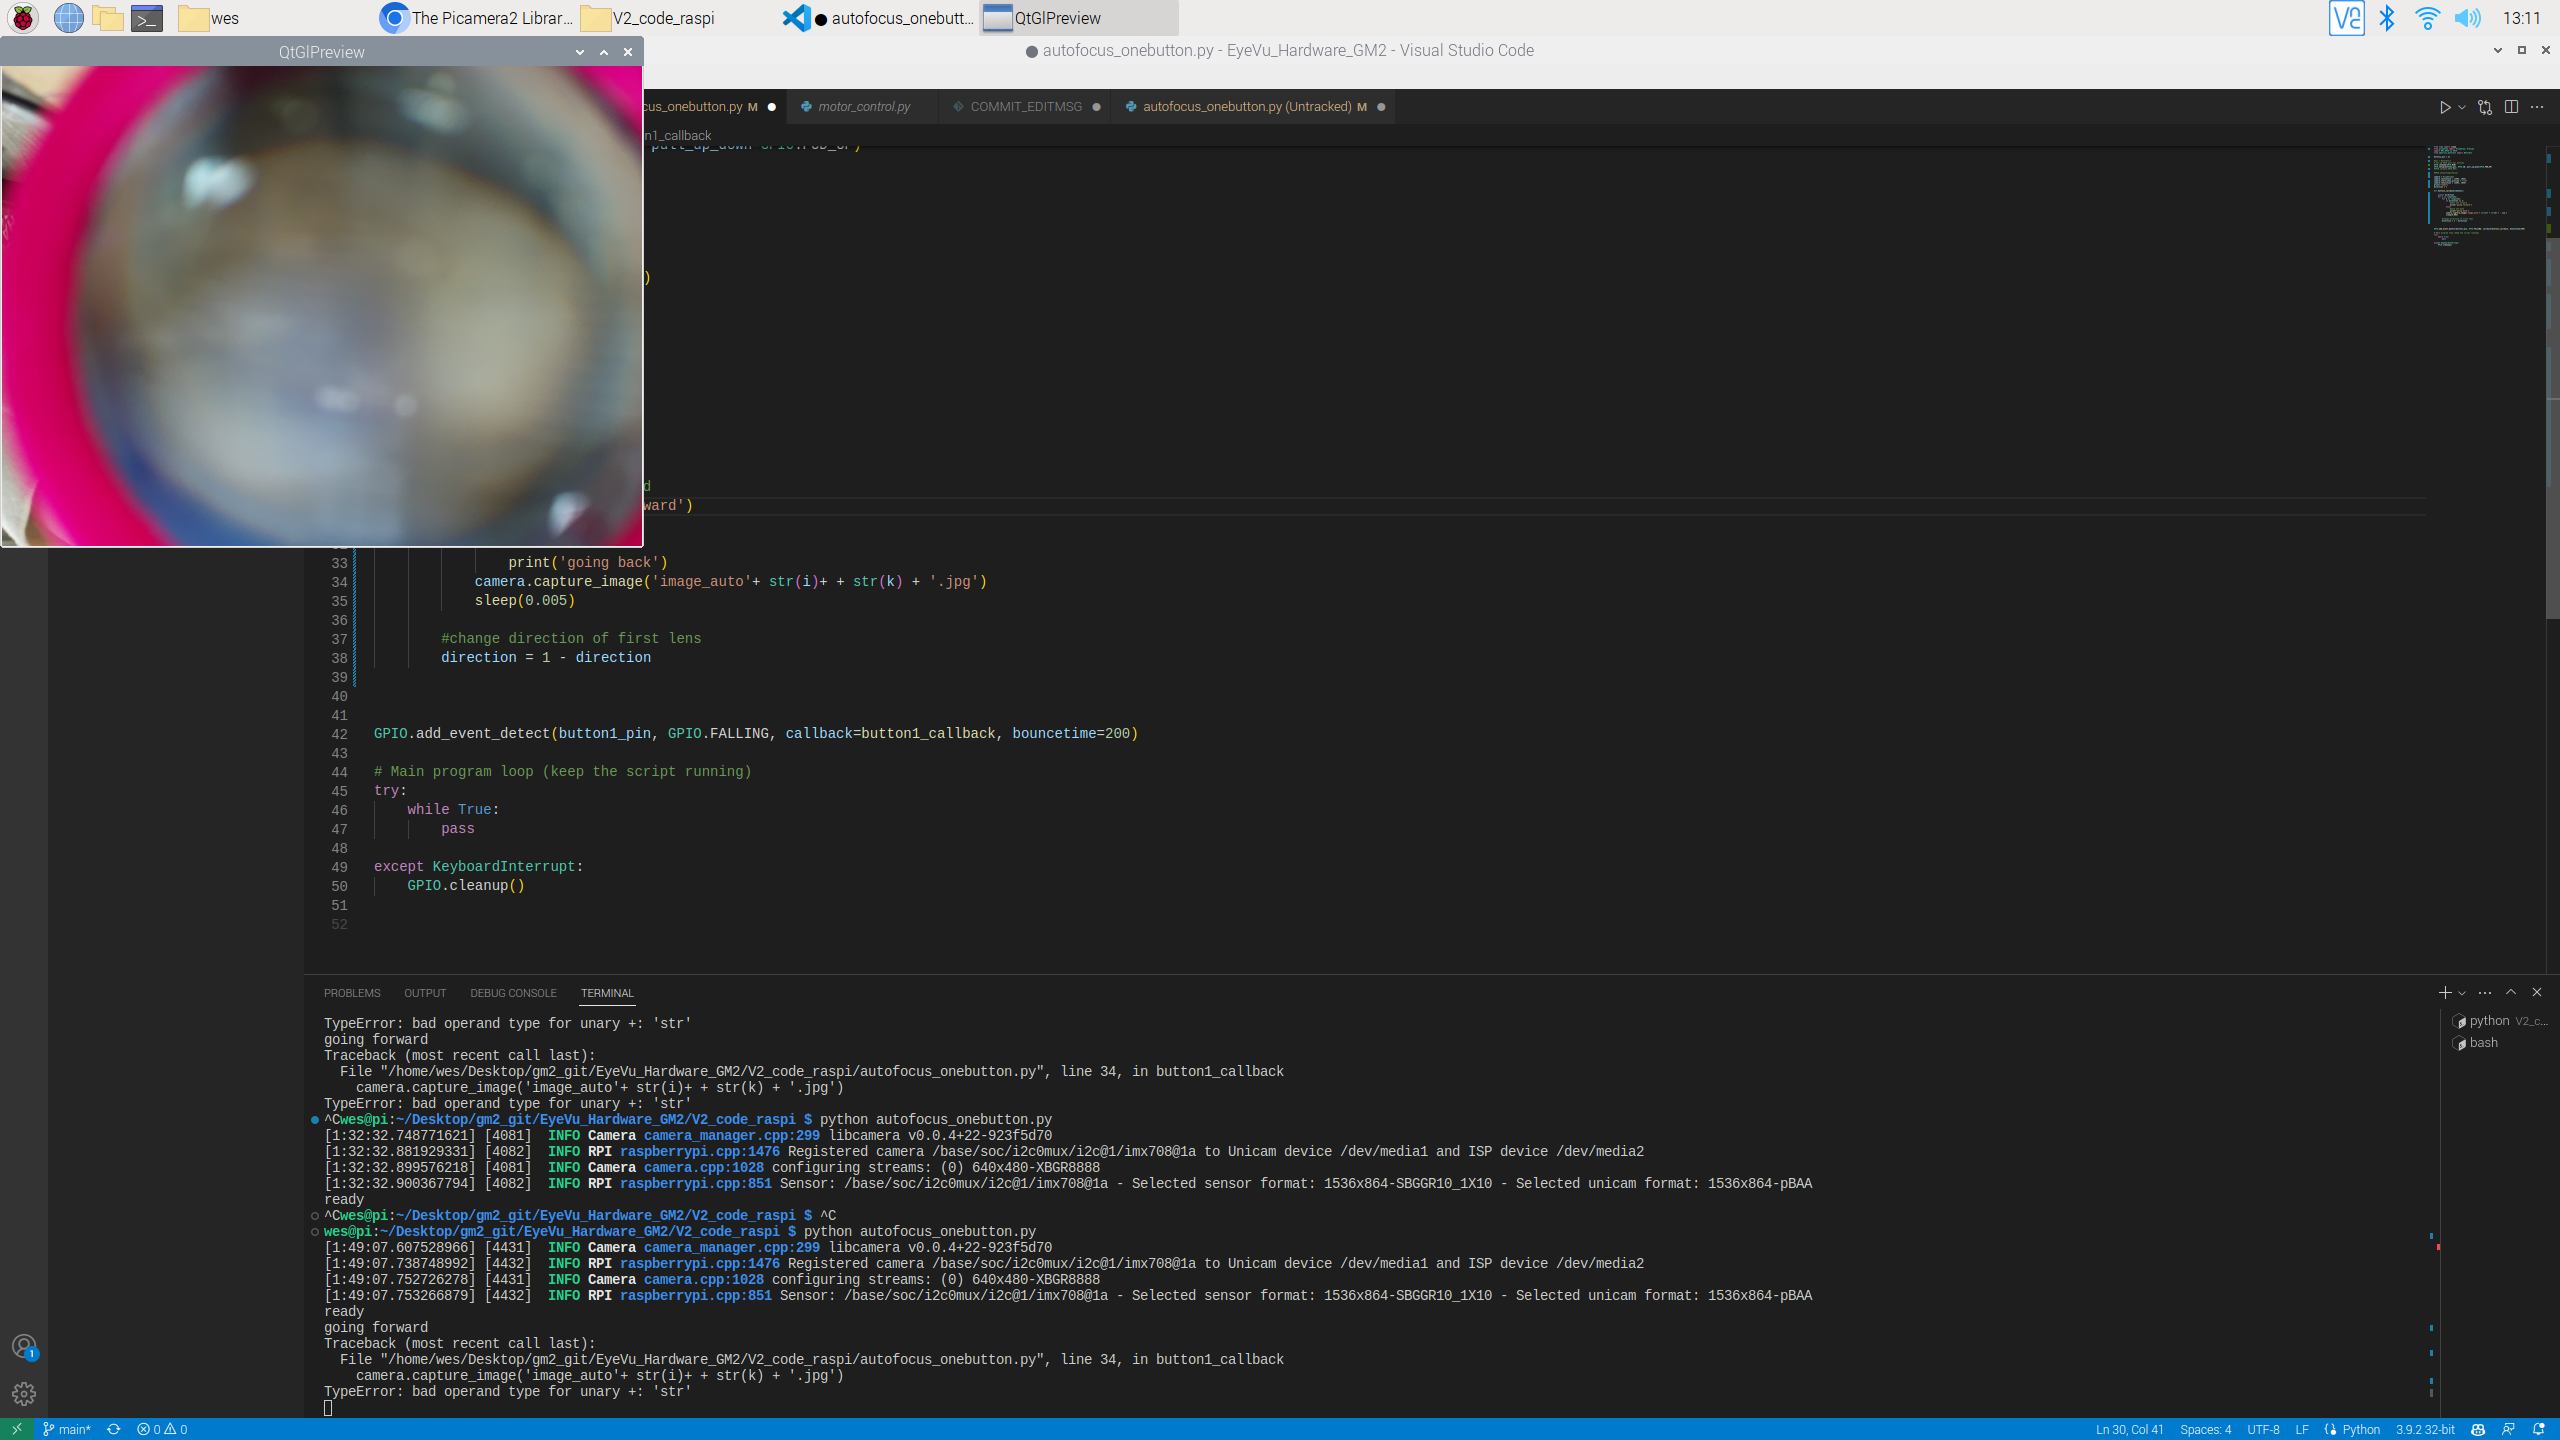 wes
The Picamera2 Librar...
V2_code_raspi
autofocus_onebutt...
QtGlPreview
13:11
QtGlPreview
autofocus_onebutton.py - EyeVu_Hardware_GM2 - Visual Studio Code
cus_onebutton.py M
motor_control.py
COMMIT_EDITMSG
autofocus_onebutton.py (Untracked) M
n1_callback
)
d
ward')
33 print('going back')
34 camera.capture_image('image_auto'+ str(i)+ + str(k) + '.jpg')
35 sleep(0.005)
36
37 #change direction of first lens
38 direction = 1 - direction
39
40
41
42 GPIO.add_event_detect(button1_pin, GPIO.FALLING, callback=button1_callback, bouncetime=200)
43
44 # Main program loop (keep the script running)
45 try:
46 while True:
47 pass
48
49 except KeyboardInterrupt:
50 GPIO.cleanup()
51
52
PROBLEMS OUTPUT DEBUG CONSOLE TERMINAL
TypeError: bad operand type for unary +: 'str'
going forward
Traceback (most recent call last):
File "/home/wes/Desktop/gm2_git/EyeVu_Hardware_GM2/V2_code_raspi/autofocus_onebutton.py", line 34, in button1_callback
camera.capture_image('image_auto'+ str(i)+ + str(k) + '.jpg')
TypeError: bad operand type for unary +: 'str'
^Cwes@pi:~/Desktop/gm2_git/EyeVu_Hardware_GM2/V2_code_raspi $ python autofocus_onebutton.py
[1:32:32.748771621] [4081] INFO Camera camera_manager.cpp:299 libcamera v0.0.4+22-923f5d70
[1:32:32.881929331] [4082] INFO RPI raspberrypi.cpp:1476 Registered camera /base/soc/i2c0mux/i2c@1/imx708@1a to Unicam device /dev/media1 and ISP device /dev/media2
[1:32:32.899576218] [4081] INFO Camera camera.cpp:1028 configuring streams: (0) 640x480-XBGR8888
[1:32:32.900367794] [4082] INFO RPI raspberrypi.cpp:851 Sensor: /base/soc/i2c0mux/i2c@1/imx708@1a - Selected sensor format: 1536x864-SBGGR10_1X10 - Selected unicam format: 1536x864-pBAA
ready
^Cwes@pi:~/Desktop/gm2_git/EyeVu_Hardware_GM2/V2_code_raspi $ ^C
wes@pi:~/Desktop/gm2_git/EyeVu_Hardware_GM2/V2_code_raspi $ python autofocus_onebutton.py
[1:49:07.607528966] [4431] INFO Camera camera_manager.cpp:299 libcamera v0.0.4+22-923f5d70
[1:49:07.738748992] [4432] INFO RPI raspberrypi.cpp:1476 Registered camera /base/soc/i2c0mux/i2c@1/imx708@1a to Unicam device /dev/media1 and ISP device /dev/media2
[1:49:07.752726278] [4431] INFO Camera camera.cpp:1028 configuring streams: (0) 640x480-XBGR8888
[1:49:07.753266879] [4432] INFO RPI raspberrypi.cpp:851 Sensor: /base/soc/i2c0mux/i2c@1/imx708@1a - Selected sensor format: 1536x864-SBGGR10_1X10 - Selected unicam format: 1536x864-pBAA
ready
going forward
Traceback (most recent call last):
File "/home/wes/Desktop/gm2_git/EyeVu_Hardware_GM2/V2_code_raspi/autofocus_onebutton.py", line 34, in button1_callback
camera.capture_image('image_auto'+ str(i)+ + str(k) + '.jpg')
TypeError: bad operand type for unary +: 'str'
python V2_c...
bash
1
main* 0 0
Ln 30, Col 41 Spaces: 4 UTF-8 LF Python 3.9.2 32-bit